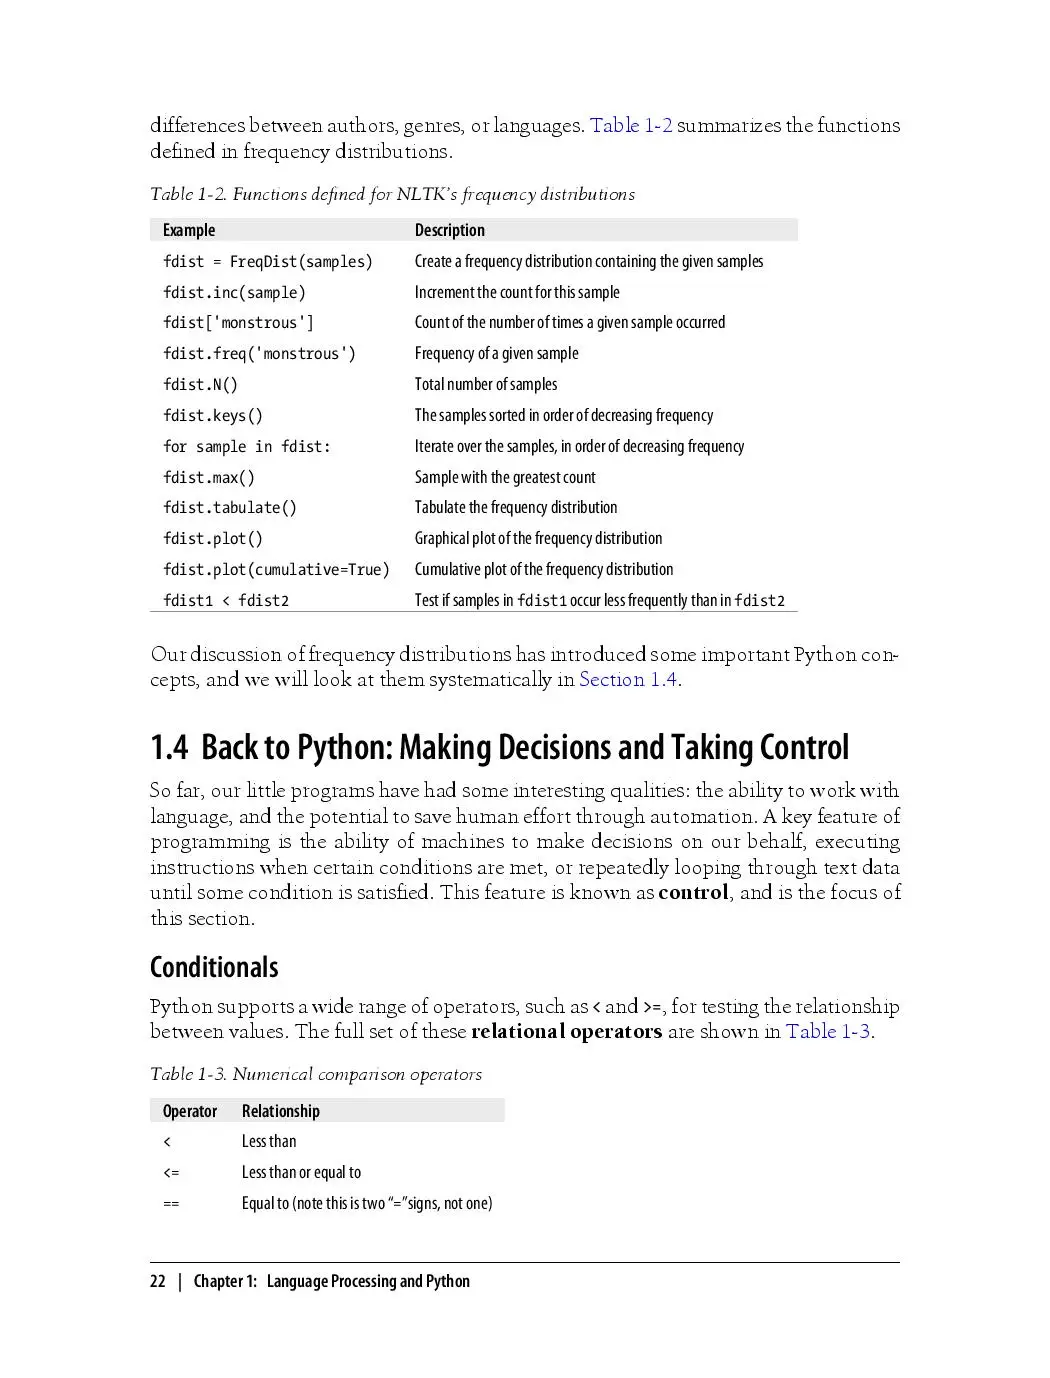 differences between authors, genres, or languages. Table 1-2 summarizes the functions
defined in frequency distributions.
Table 1-2. Functions defined for NLTK’s frequency distributions
Example Description
fdist = FreqDist(samples) Create a frequency distribution containing the given samples
fdist.inc(sample) Increment the count for this sample
fdist['monstrous'] Count of the number of times a given sample occurred
fdist.freq('monstrous') Frequency of a given sample
fdist.N() Total number of samples
fdist.keys() The samples sorted in order of decreasing frequency
for sample in fdist: Iterate over the samples, in order of decreasing frequency
fdist.max() Sample with the greatest count
fdist.tabulate() Tabulate the frequency distribution
fdist.plot() Graphical plot of the frequency distribution
fdist.plot(cumulative=True) Cumulative plot of the frequency distribution
fdist1 < fdist2 Test if samples in fdist1 occur less frequently than in fdist2
Our discussion of frequency distributions has introduced some important Python con-
cepts, and we will look at them systematically in Section 1.4.
1.4 Back to Python: Making Decisions and Taking Control
So far, our little programs have had some interesting qualities: the ability to work with
language, and the potential to save human effort through automation. A key feature of
programming is the ability of machines to make decisions on our behalf, executing
instructions when certain conditions are met, or repeatedly looping through text data
until some condition is satisfied. This feature is known as control, and is the focus of
this section.
Conditionals
Python supports a wide range of operators, such as < and >=, for testing the relationship
between values. The full set of these relational operators are shown in Table 1-3.
Table 1-3. Numerical comparison operators
Operator Relationship
< Less than
<= Less than or equal to
== Equal to (note this is two “=”signs, not one)
22 | Chapter 1: Language Processing and Python